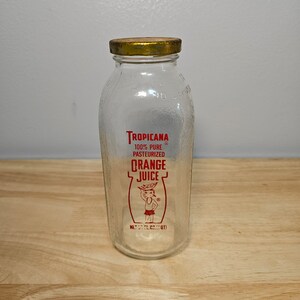 TROPICANA
100% PURE
PASTEURIZED
ORANGE
JUICE